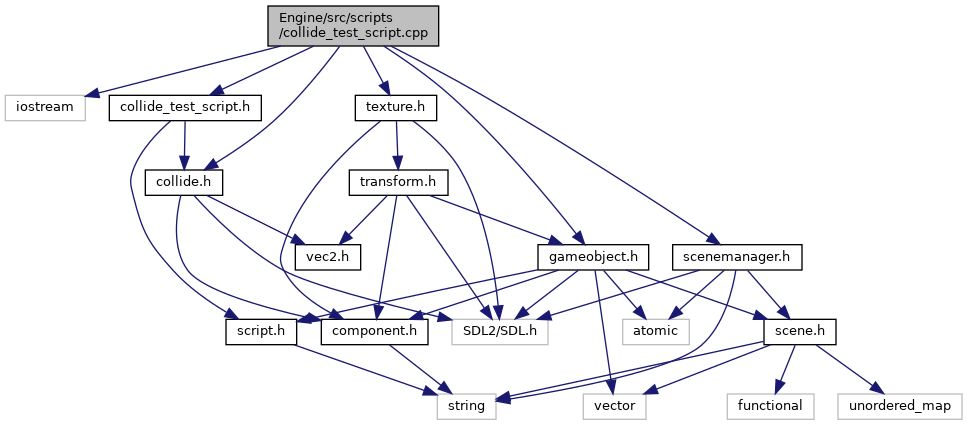 Engine/src/scripts
/collide_test_script.cpp
iostream
collide_test_script.h
texture.h
collide.h
transform.h
vec2.h
gameobject.h
scenemanager.h
script.h
component.h
SDL2/SDL.h
atomic
scene.h
string
vector
functional
unordered_map